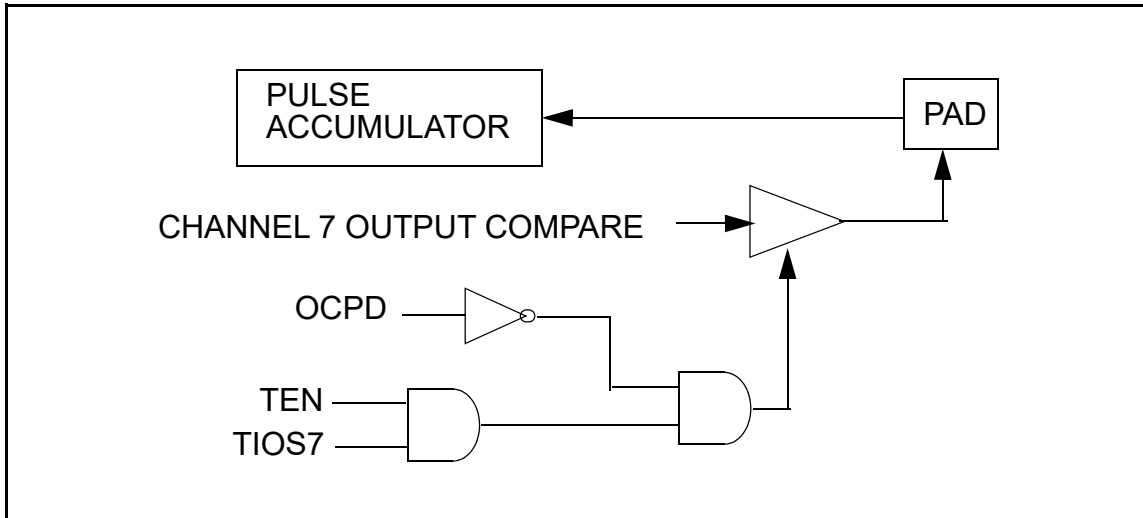 PULSE
ACCUMULATOR
PAD
CHANNEL 7 OUTPUT COMPARE
OCPD
TEN
TIOS7